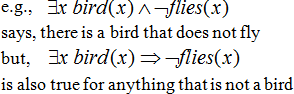 e.g., ∃x bird(x) ∧ ¬flies(x)
says, there is a bird that does not fly
but, ∃x bird(x) ⇒ ¬flies(x)
is also true for anything that is not a bird